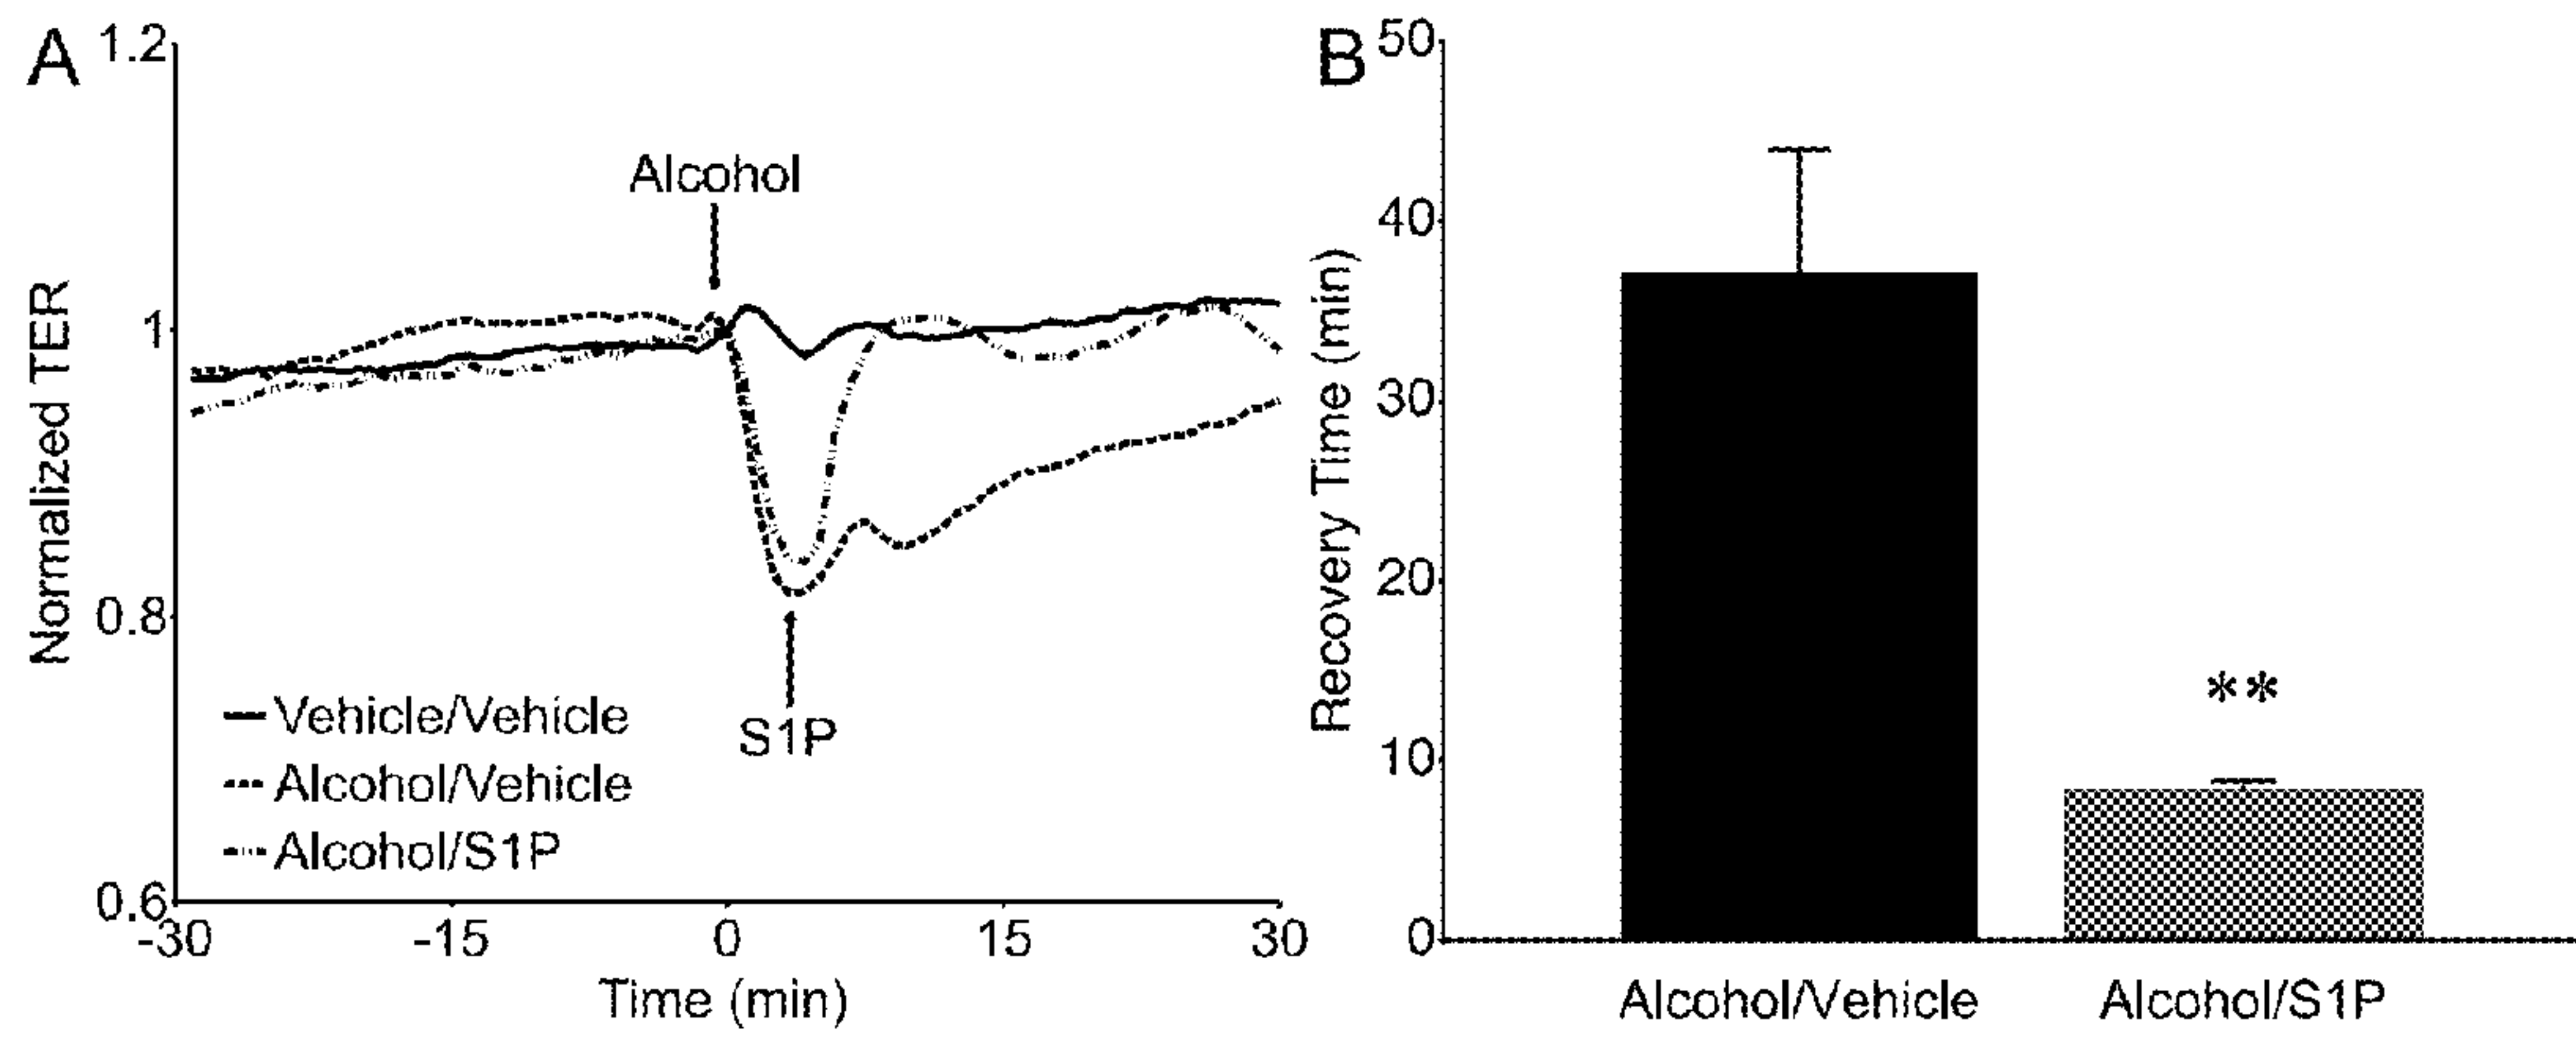 A
1.2
1
0.8
0.6
Normalized TER
Alcohol
S1P
Vehicle/Vehicle
Alcohol/Vehicle
Alcohol/S1P
-30 -15 0 15 30
Time (min)
B
50
40
30
20
10
0
Recovery Time (min)
**
Alcohol/Vehicle Alcohol/S1P